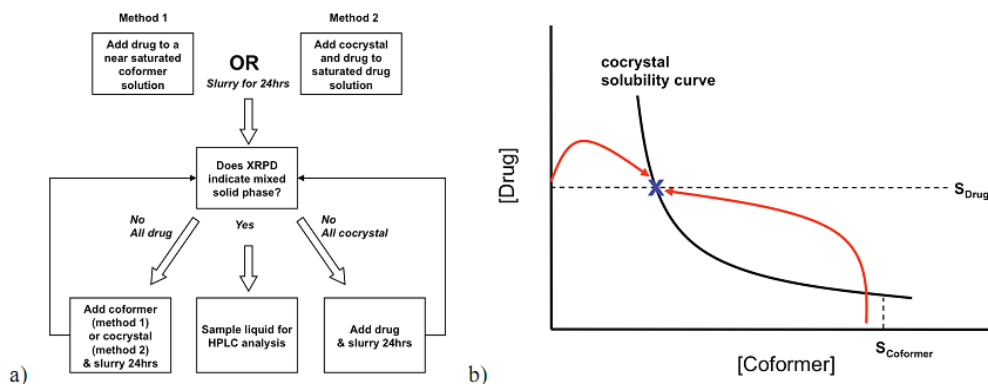 Method 1
Method 2
Add drug to a
near saturated
coformer
solution
OR
Slurry for 24hrs
Add cocrystal
and drug to
saturated drug
solution
Does XRPD
indicate mixed
solid phase?
No
All drug
Yes
No
All cocrystal
Add coformer
(method 1)
or cocrystal
(method 2)
& slurry 24hrs
Sample liquid for
HPLC analysis
Add drug
& slurry 24hrs
a)
cocrystal
solubility curve
[Drug]
X
SDrug
SCoformer
[Coformer]
b)